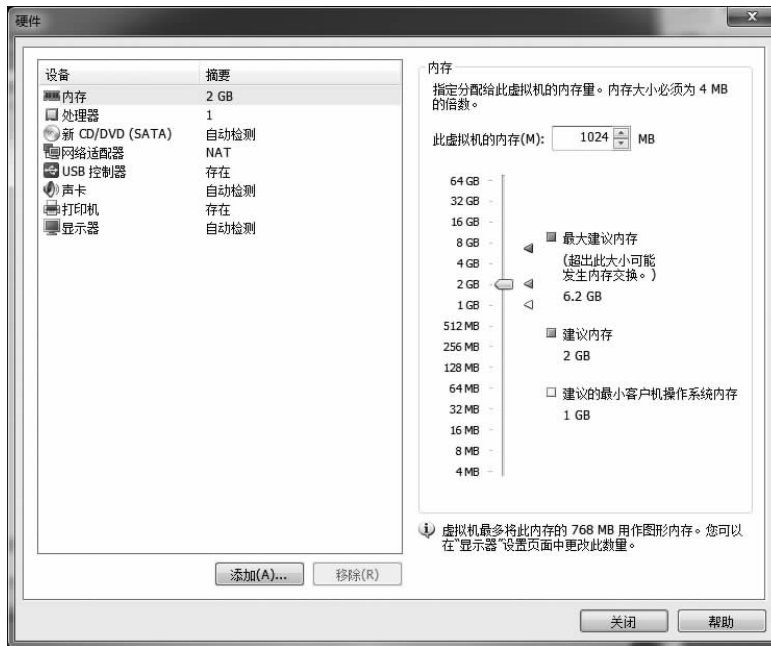 硬件
设备 摘要
内存 2 GB
处理器 1
新 CD/DVD (SATA) 自动检测
网络适配器 NAT
USB 控制器 存在
声卡 自动检测
打印机 存在
显示器 自动检测
添加(A)... 移除(R)
内存
指定分配给此虚拟机的内存量。内存大小必须为 4 MB
的倍数。
此虚拟机的内存(M): 1024 MB
64 GB
32 GB
16 GB
8 GB
4 GB
2 GB
1 GB
512 MB
256 MB
128 MB
64 MB
32 MB
16 MB
8 MB
4 MB
最大建议内存
(超出此大小可能
发生内存交换。)
6.2 GB
建议内存
2 GB
建议的最小客户机操作系统内存
1 GB
虚拟机最多将此内存的 768 MB 用作图形内存。您可以
在"显示器"设置页面中更改此数量。
关闭 帮助